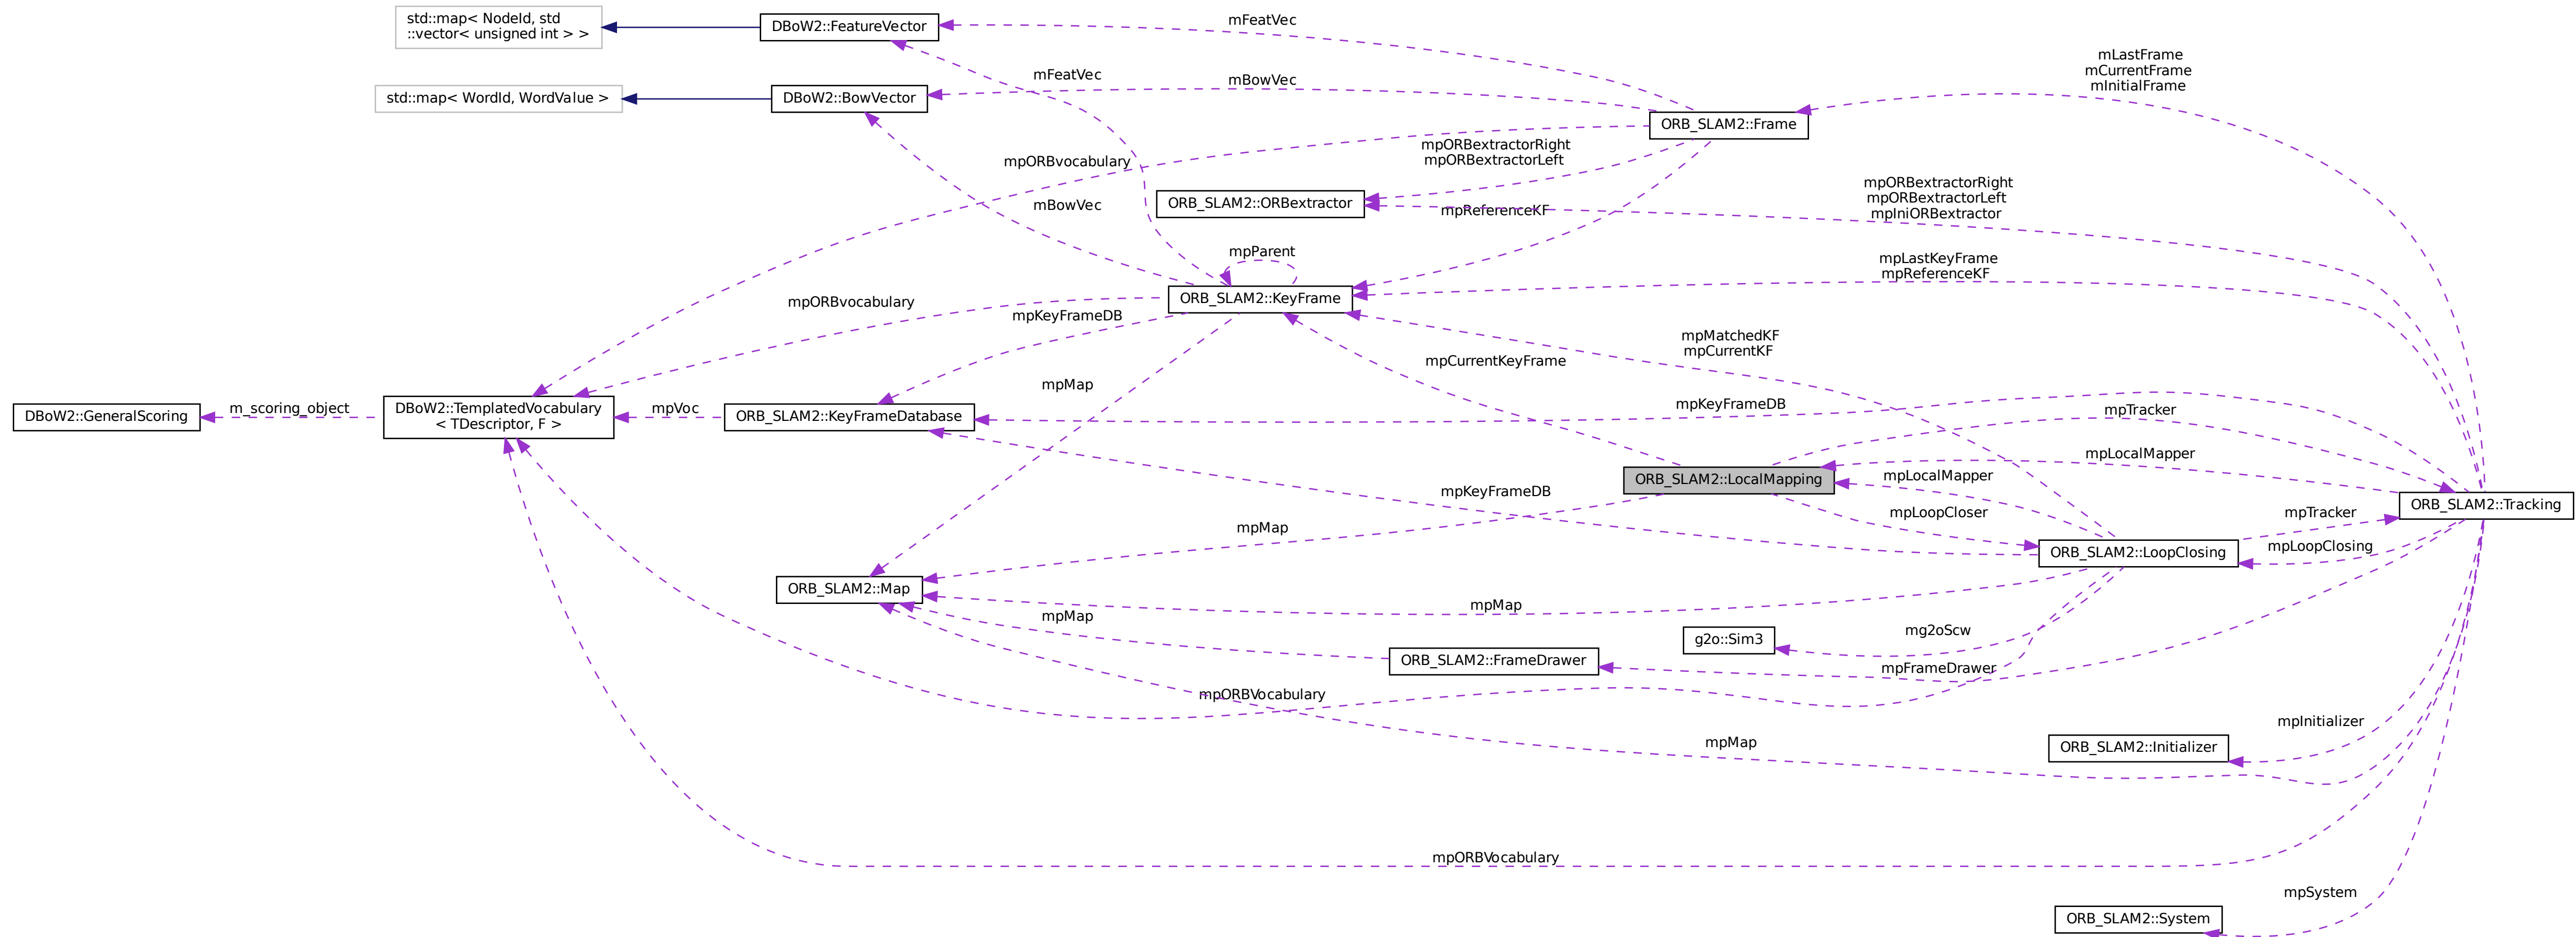 std::map< NodeId, std
::vector< unsigned int > >
DBoW2::FeatureVector
mFeatVec
mLastFrame
mCurrentFrame
mInitialFrame
mFeatVec
mBowVec
std::map< WordId, WordValue >
DBoW2::BowVector
ORB_SLAM2::Frame
mpORBvocabulary
mpORBextractorRight
mpORBextractorLeft
mpORBextractorRight
mpORBextractorLeft
mpIniORBextractor
mBowVec
ORB_SLAM2::ORBextractor
mpReferenceKF
mpParent
mpLastKeyFrame
mpReferenceKF
ORB_SLAM2::KeyFrame
mpORBvocabulary
mpKeyFrameDB
mpMatchedKF
mpCurrentKF
mpCurrentKeyFrame
mpMap
mpKeyFrameDB
mpTracker
DBoW2::GeneralScoring
m_scoring_object
DBoW2::TemplatedVocabulary
< TDescriptor, F >
mpVoc
ORB_SLAM2::KeyFrameDatabase
mpLocalMapper
ORB_SLAM2::LocalMapping
mpLocalMapper
mpKeyFrameDB
ORB_SLAM2::Tracking
mpLoopCloser
mpTracker
mpMap
mpLoopClosing
ORB_SLAM2::LoopClosing
ORB_SLAM2::Map
mpMap
mpMap
mg2oScw
g2o::Sim3
ORB_SLAM2::FrameDrawer
mpFrameDrawer
mpORBVocabulary
mpInitializer
mpMap
ORB_SLAM2::Initializer
mpORBVocabulary
mpSystem
ORB_SLAM2::System